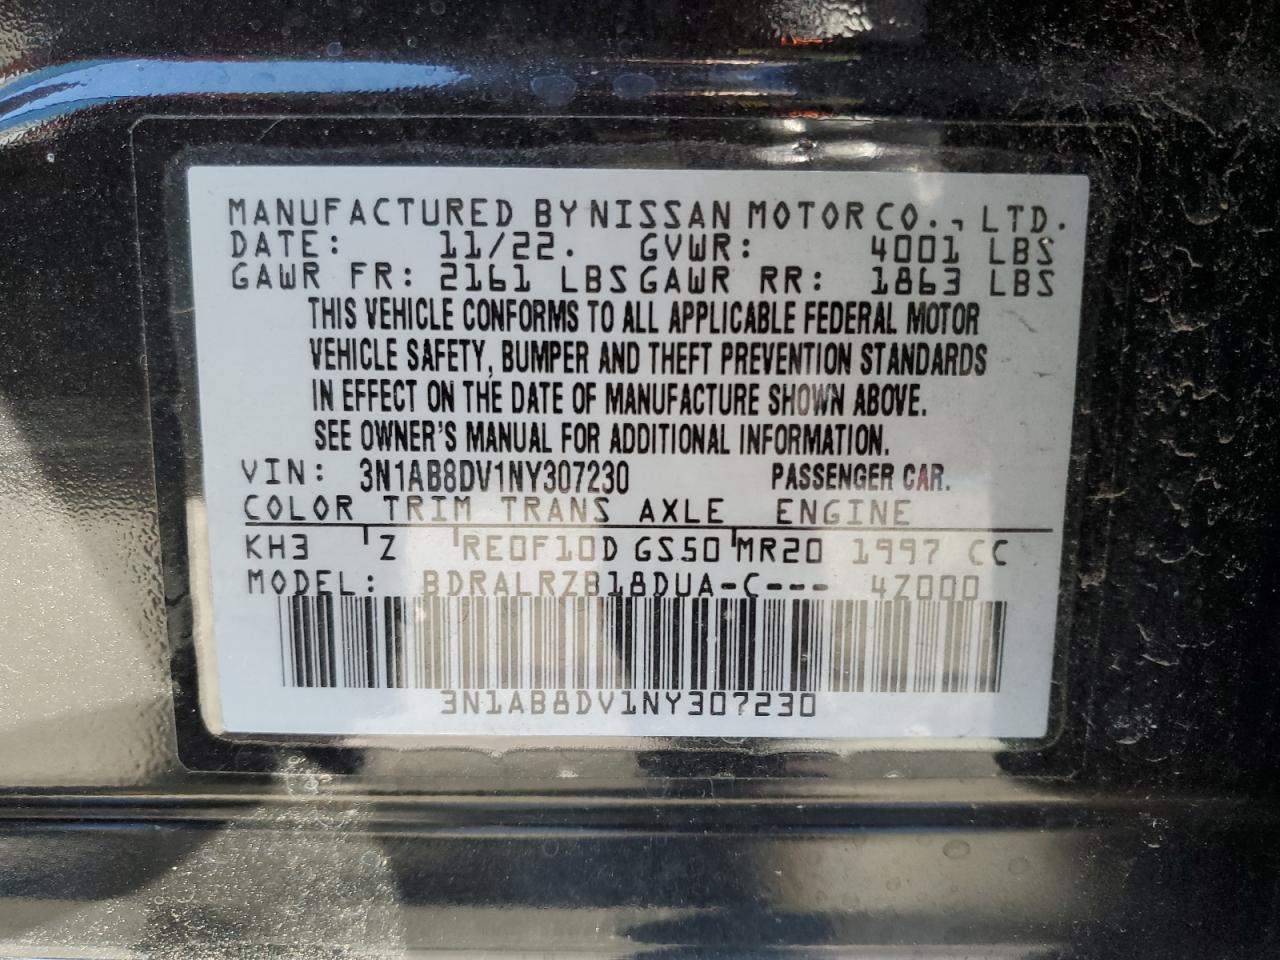 MANUFACTURED BY NISSAN MOTOR CO., LTD.
DATE: 11/22. GVWR: 4001 LBS
GAWR FR: 2161 LBS GAWR RR: 1863 LBS
THIS VEHICLE CONFORMS TO ALL APPLICABLE FEDERAL MOTOR
VEHICLE SAFETY, BUMPER AND THEFT PREVENTION STANDARDS
IN EFFECT ON THE DATE OF MANUFACTURE SHOWN ABOVE.
SEE OWNER'S MANUAL FOR ADDITIONAL INFORMATION.
VIN: 3N1AB8DV1NY307230 PASSENGER CAR.
COLOR TRIM TRANS AXLE ENGINE
KH3 Z RE0F10D GS50 MR20 1997 CC
MODEL: BDRALRZB18DUA-C--- 4Z000
3N1AB8DV1NY307230